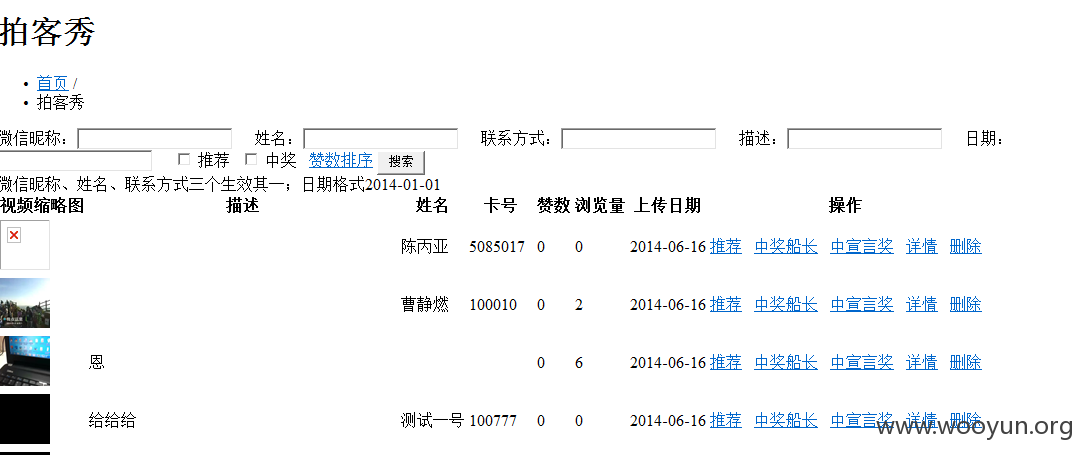 拍客秀
首页 /
拍客秀
微信昵称： 姓名： 联系方式： 描述： 日期：
推荐 中奖 赞数排序 搜索
微信昵称、姓名、联系方式三个生效其一；日期格式2014-01-01
视频缩略图 描述 姓名 卡号 赞数 浏览量 上传日期 操作
陈丙亚 5085017 0 0 2014-06-16 推荐 中奖船长 中宣言奖 详情 删除
曹静燃 100010 0 2 2014-06-16 推荐 中奖船长 中宣言奖 详情 删除
恩 0 6 2014-06-16 推荐 中奖船长 中宣言奖 详情 删除
给给给 测试一号 100777 0 0 2014-06-16 推荐 中奖船长 中宣言奖 详情 删除
www.wooyun.org